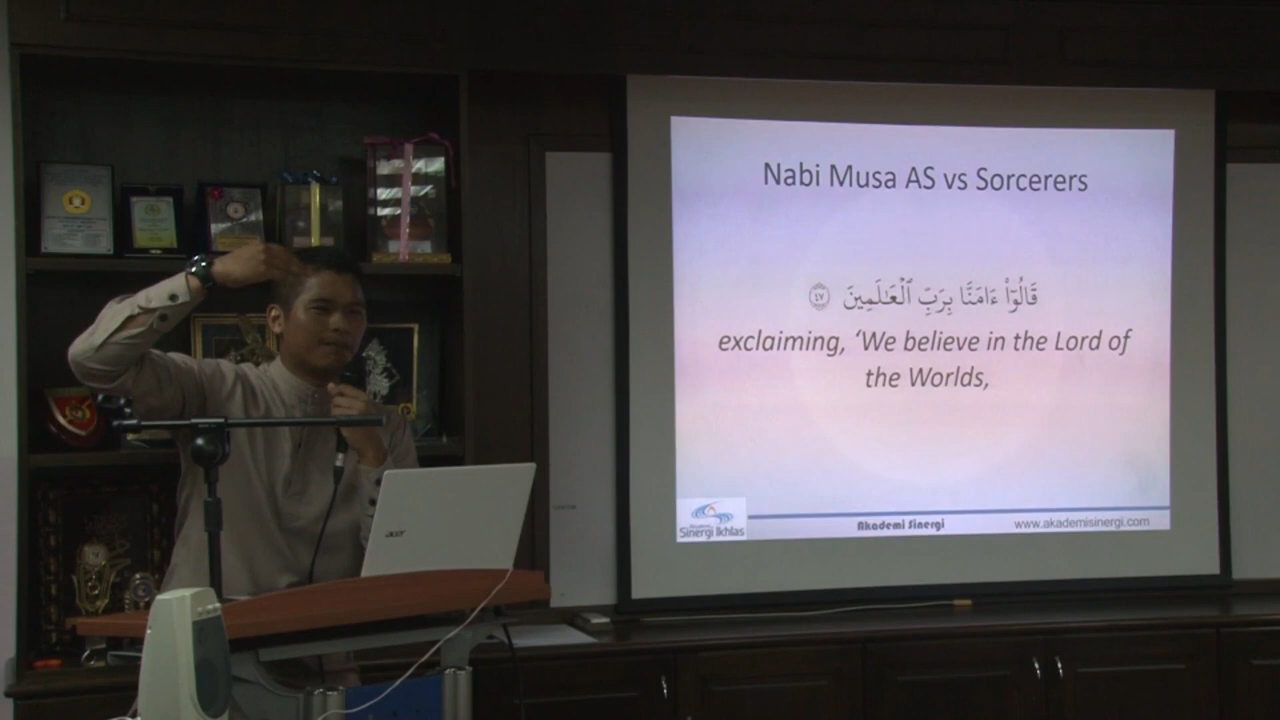 Nabi Musa AS vs Sorcerers
قَالُوٓا۟ ءَامَنَّا بِرَبِّ ٱلْعَـٰلَمِينَ ٤٧
exclaiming, ‘We believe in the Lord of
the Worlds,
Akademi
Sinergi Ikhlas
Akademi Sinergi
www.akademisinergi.com
acer